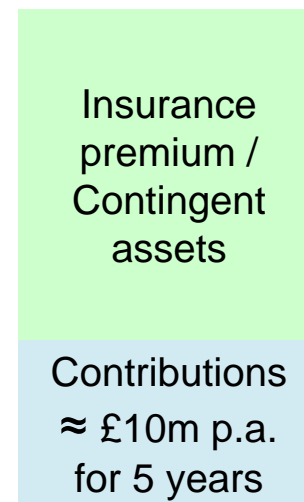 Insurance
premium /
Contingent
assets
Contributions
≈ £10m p.a.
for 5 years